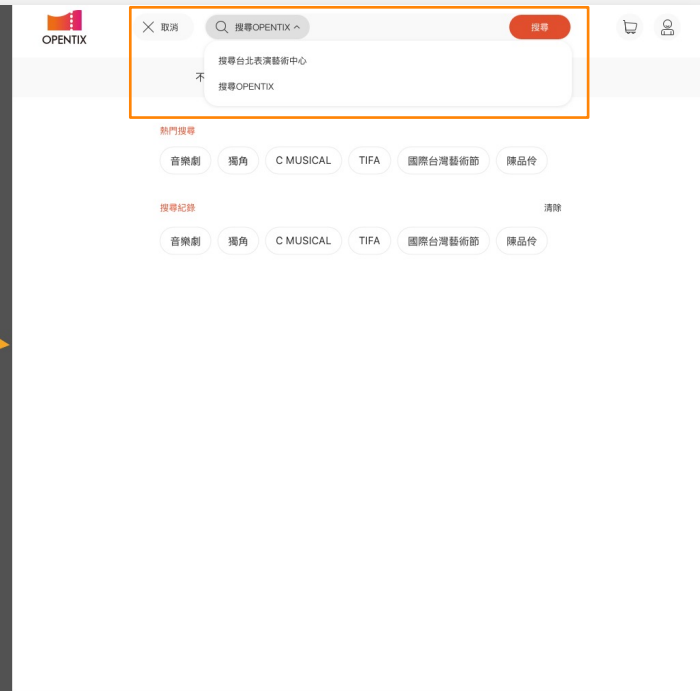 OPENTIX
取消
搜尋OPENTIX
搜尋
搜尋台北表演藝術中心
搜尋OPENTIX
不
熱門搜尋
音樂劇 獨角 C MUSICAL TIFA 國際台灣藝術節 陳品伶
搜尋紀錄 清除
音樂劇 獨角 C MUSICAL TIFA 國際台灣藝術節 陳品伶